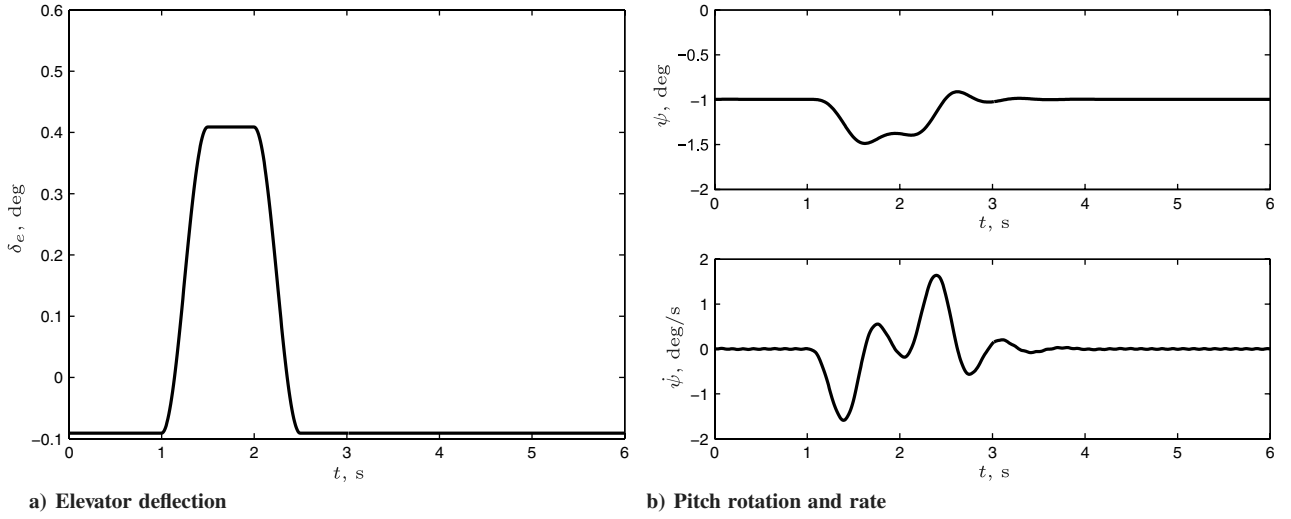 0.6
0.5
0.4
0.3
0.2
0.1
0
−0.1
0 1 2 3 4 5 6
δₑ, deg
t, s
a) Elevator deflection
0
−0.5
−1
−1.5
−2
0 1 2 3 4 5 6
ψ, deg
t, s
2
1
0
−1
−2
0 1 2 3 4 5 6
ψ̇, deg/s
t, s
b) Pitch rotation and rate